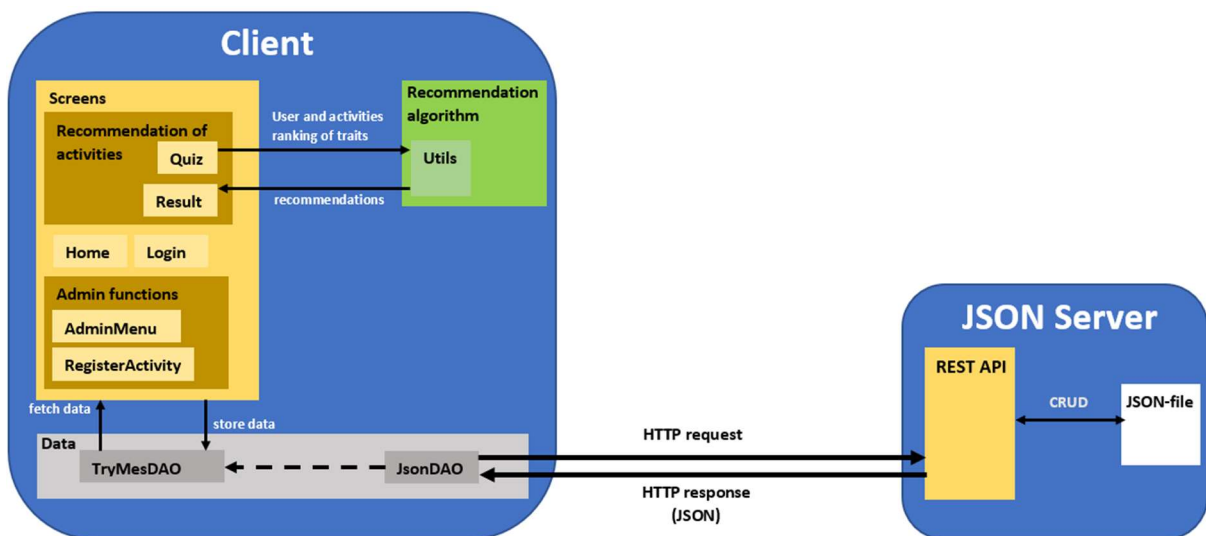 Client
Screens
Recommendation of
activities
Quiz
Result
Home
Login
Admin functions
AdminMenu
RegisterActivity
User and activities
ranking of traits
recommendations
Recommendation
algorithm
Utils
fetch data
store data
Data
TryMesDAO
JsonDAO
HTTP request
HTTP response
(JSON)
JSON Server
REST API
CRUD
JSON-file